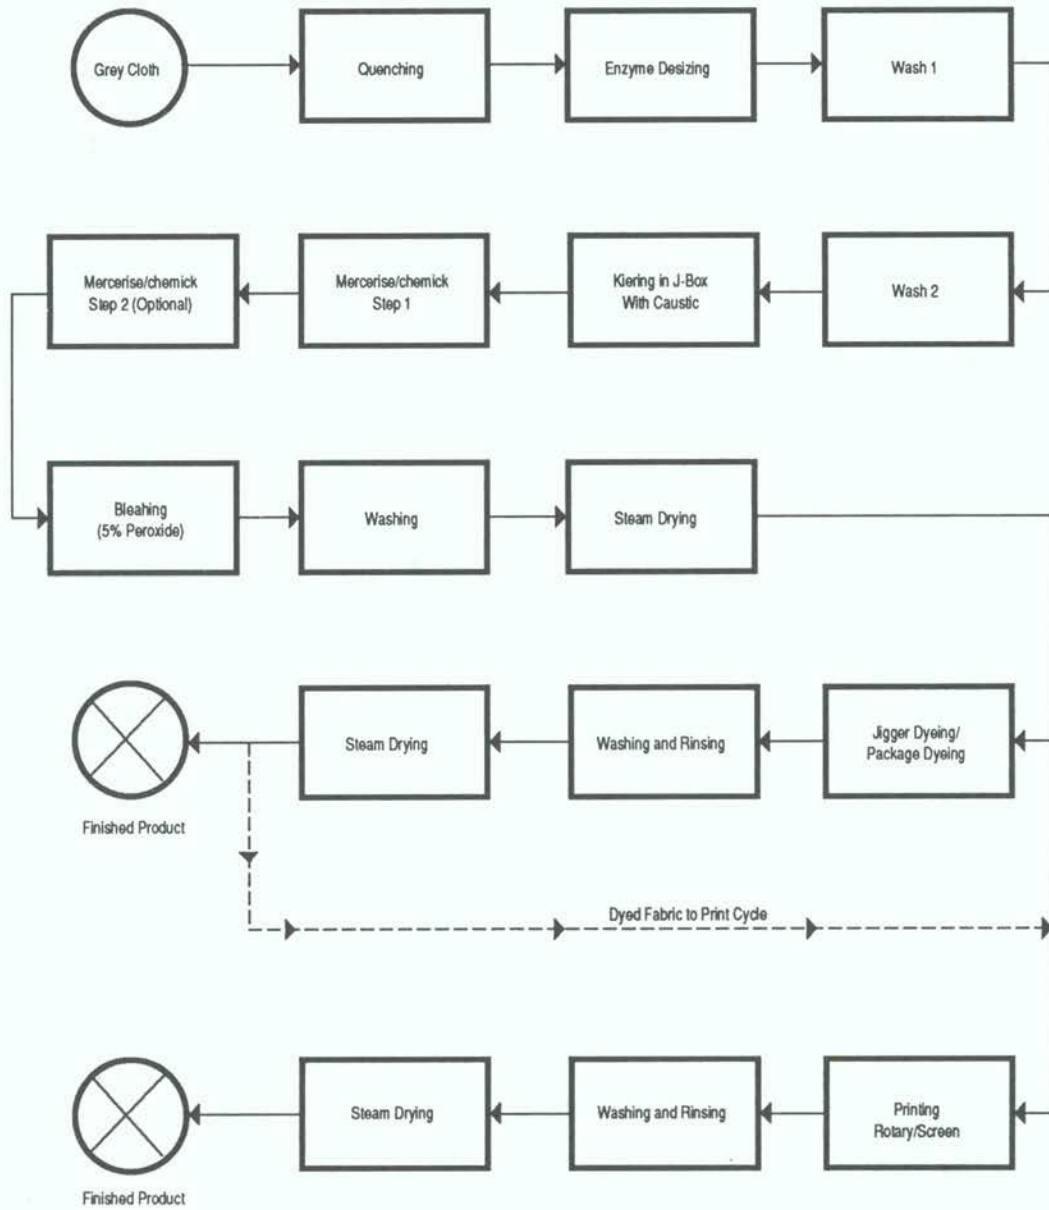 Grey Cloth
Quenching
Enzyme Desizing
Wash 1
Mercerise/chemick
Step 2 (Optional)
Mercerise/chemick
Step 1
Kiering in J-Box
With Caustic
Wash 2
Bleahing
(5% Peroxide)
Washing
Steam Drying
Finished Product
Steam Drying
Washing and Rinsing
Jigger Dyeing/
Package Dyeing
Dyed Fabric to Print Cycle
Finished Product
Steam Drying
Washing and Rinsing
Printing
Rotary/Screen